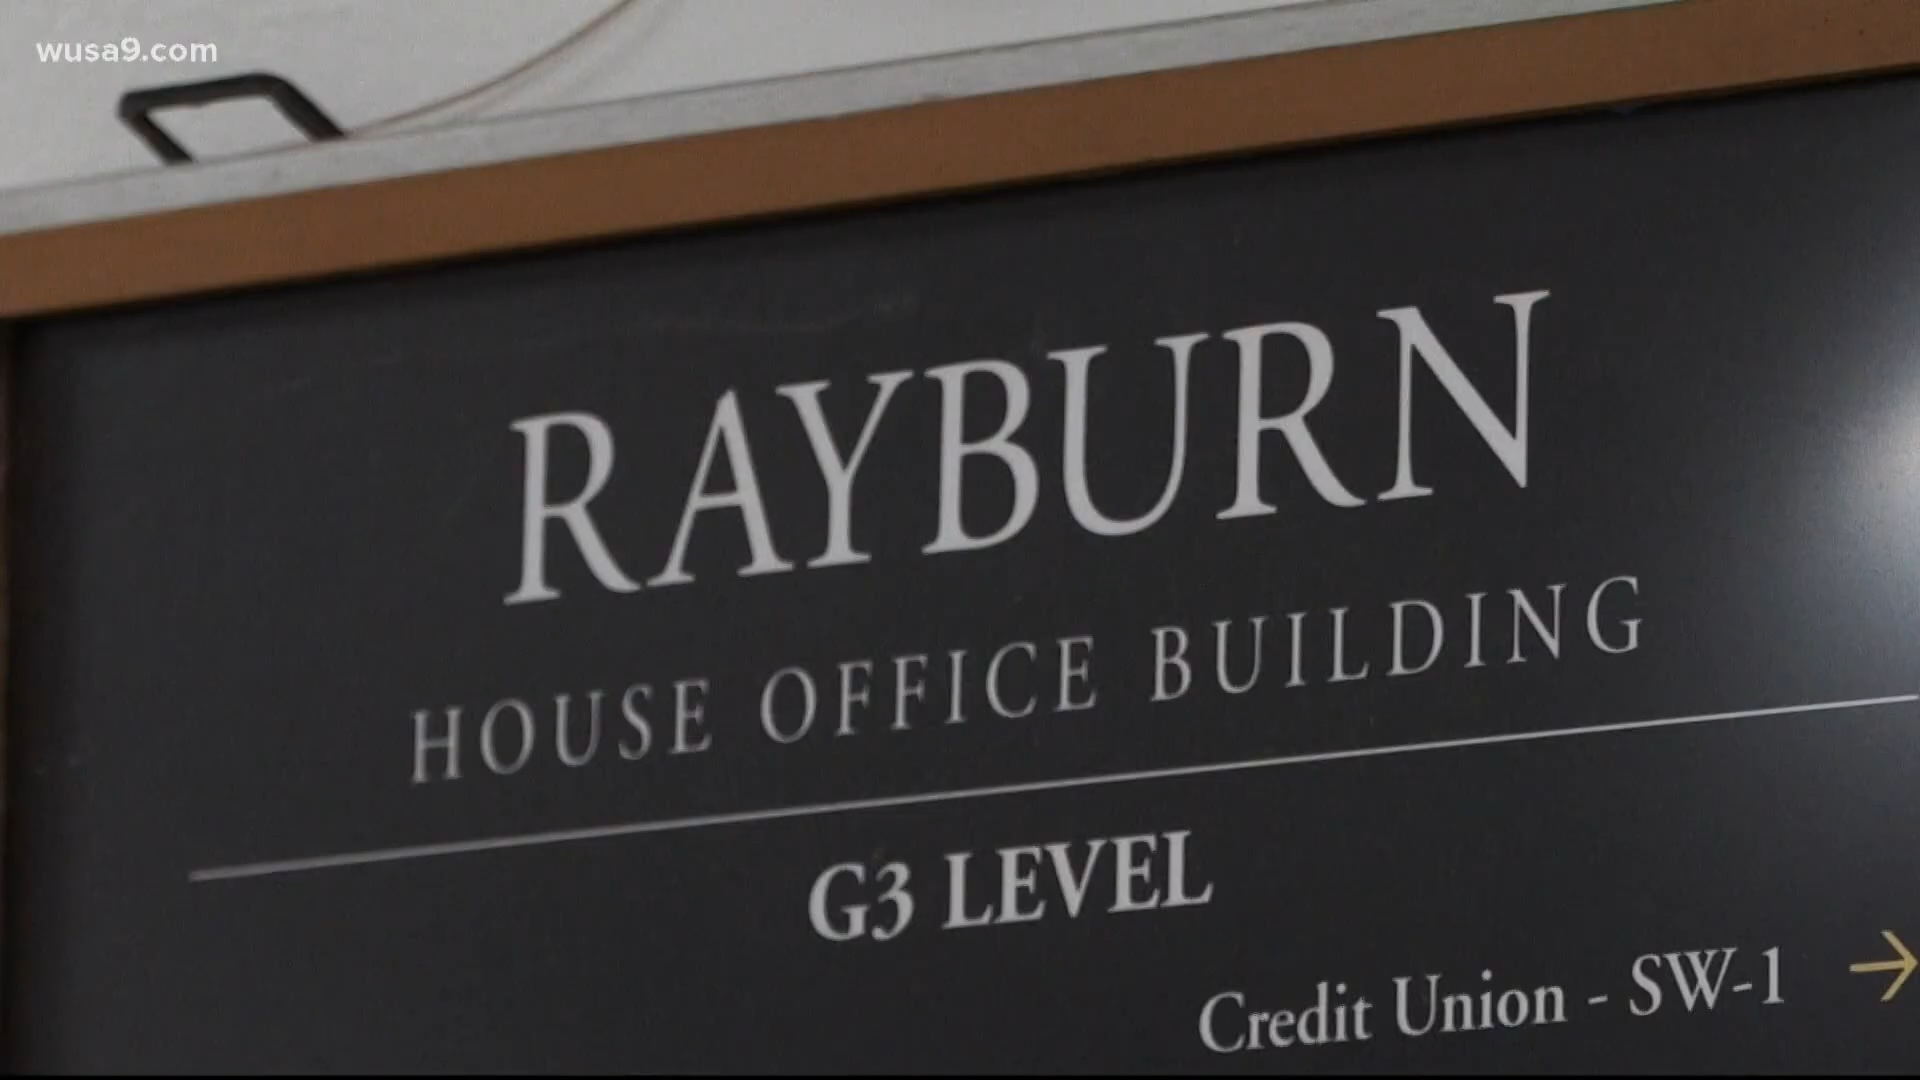 wusa9.com
RAYBURN
HOUSE OFFICE BUILDING
G3 LEVEL
Credit Union - SW-1 →